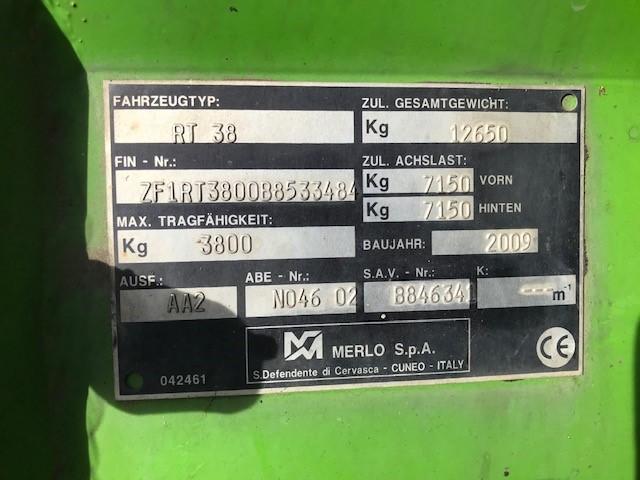 FAHRZEUGTYP:
RT 38
ZUL. GESAMTGEWICHT:
Kg 12650
FIN - Nr.:
ZF1RT3800B8533484
ZUL. ACHSLAST:
Kg 7150 VORN
Kg 7150 HINTEN
MAX. TRAGFÄHIGKEIT:
Kg 3800
BAUJAHR: 2009
AUSF.:
AA2
ABE - Nr.:
N046 02
S.A.V. - Nr.:
B846341
K:
--- m⁻¹
MERLO S.p.A.
S.Defendente di Cervasca - CUNEO - ITALY
CE
042461